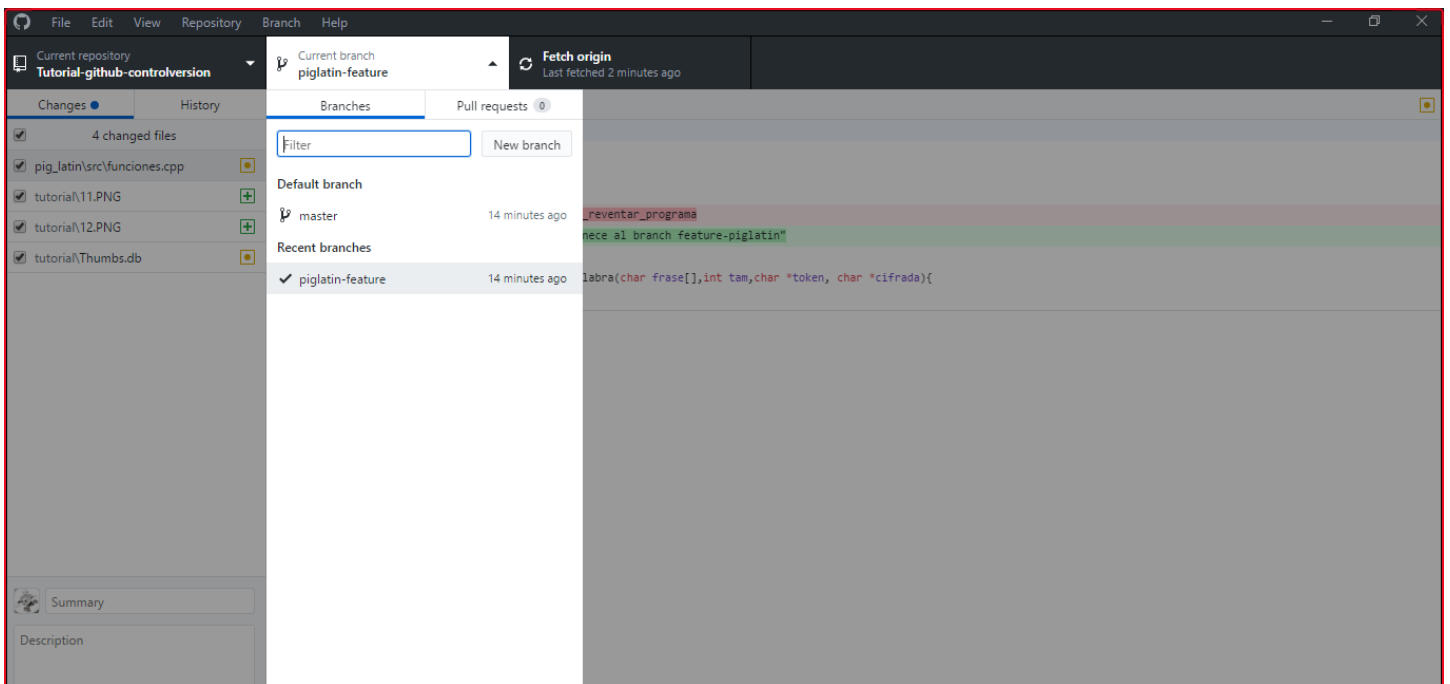 File Edit View Repository Branch Help
Current repository
Tutorial-github-controlversion
Current branch
piglatin-feature
Fetch origin
Last fetched 2 minutes ago
Changes History
Branches Pull requests 0
4 changed files
Filter
New branch
pig_latin\src\funciones.cpp
tutorial\11.PNG
tutorial\12.PNG
tutorial\Thumbs.db
Default branch
master 14 minutes ago
Recent branches
piglatin-feature 14 minutes ago
_reventar_programa
nece al branch feature-piglatin"
labra(char frase[],int tam,char *token, char *cifrada){
Summary
Description